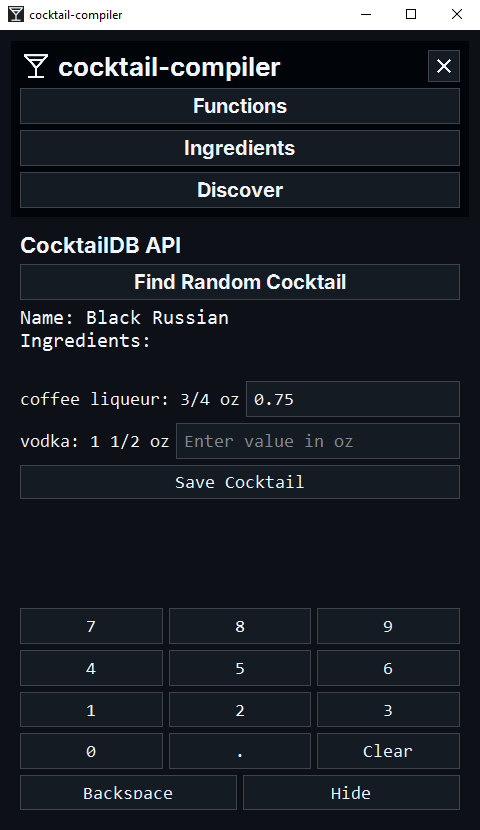 cocktail-compiler
cocktail-compiler
Functions
Ingredients
Discover
CocktailDB API
Find Random Cocktail
Name: Black Russian
Ingredients:
coffee liqueur: 3/4 oz 0.75
vodka: 1 1/2 oz Enter value in oz
Save Cocktail
7 8 9
4 5 6
1 2 3
0 . Clear
Backspace Hide